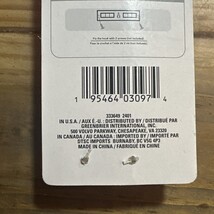 1 95464 03097 4
333649 2401
IN U.S.A / AUX É.-U. : DISTRIBUTED BY / DISTRIBUÉ PAR
GREENBRIER INTERNATIONAL, INC.
500 VOLVO PARKWAY, CHESAPEAKE, VA 23320
IN CANADA / AU CANADA : IMPORTED BY / IMPORTÉ PAR
DTSC IMPORTS BURNABY, BC V5G 4P3
MADE IN CHINA / FABRIQUÉ EN CHINE